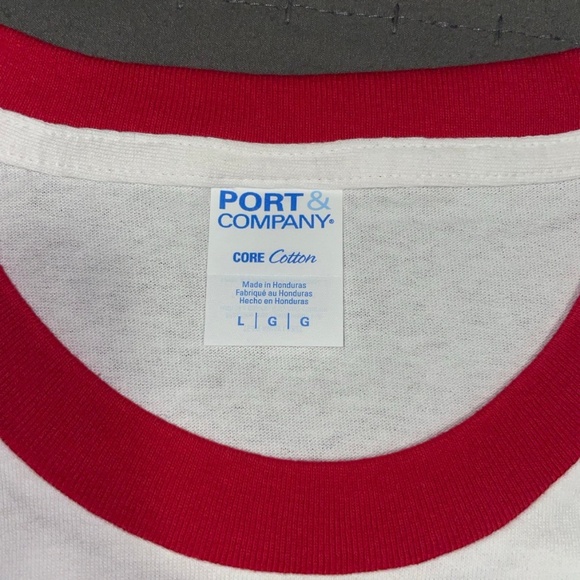 PORT &
COMPANY®
CORE Cotton
Made in Honduras
Fabriqué au Honduras
Hecho en Honduras
L | G | G